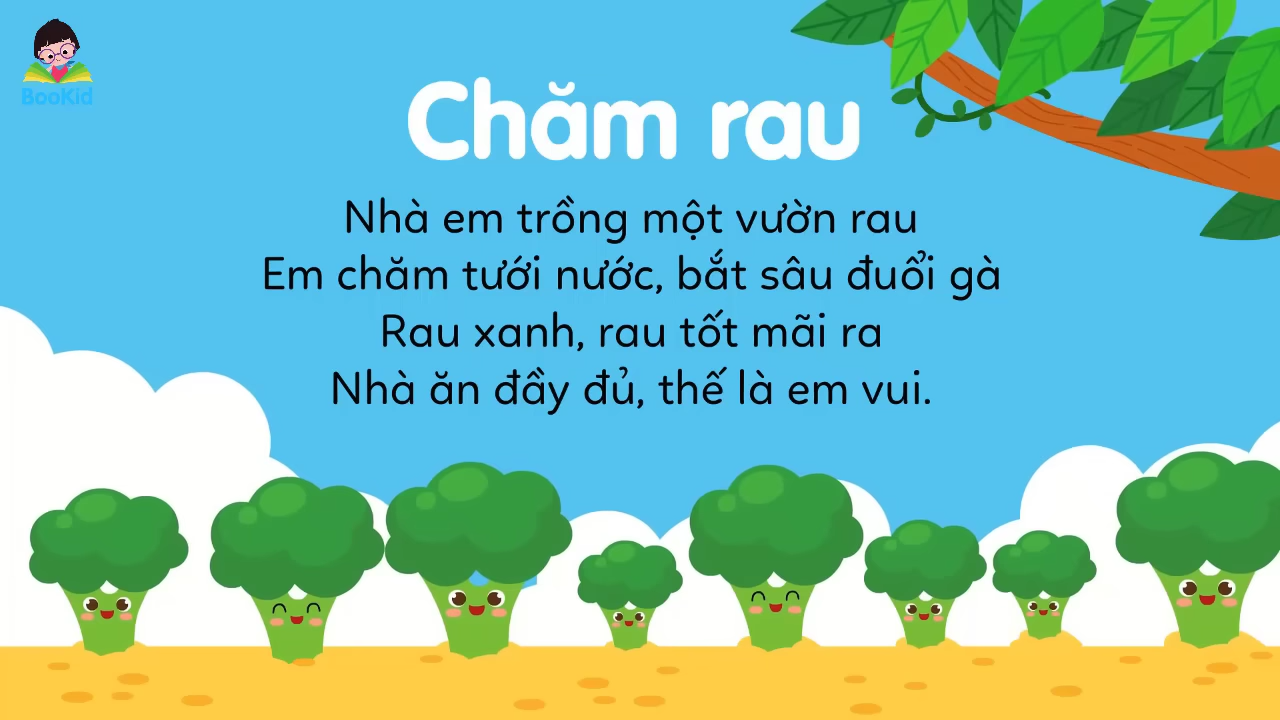 BooKid
Chăm rau
Nhà em trồng một vườn rau
Em chăm tưới nước, bắt sâu đuổi gà
Rau xanh, rau tốt mãi ra
Nhà ăn đầy đủ, thế là em vui.